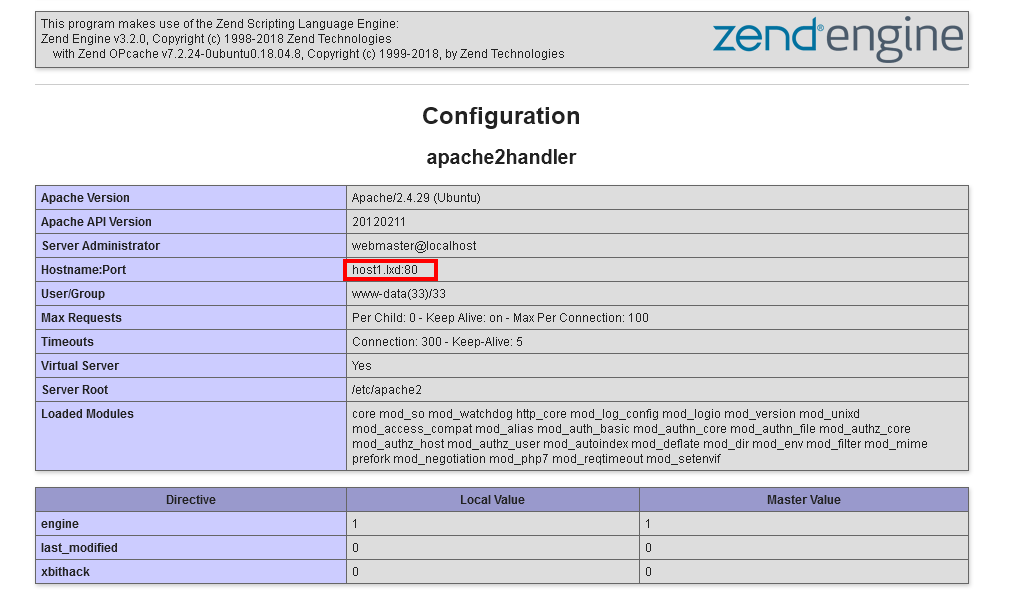 This program makes use of the Zend Scripting Language Engine:
Zend Engine v3.2.0, Copyright (c) 1998-2018 Zend Technologies
with Zend OPcache v7.2.24-0ubuntu0.18.04.8, Copyright (c) 1999-2018, by Zend Technologies
zend® engine
Configuration
apache2handler
Apache Version Apache/2.4.29 (Ubuntu)
Apache API Version 20120211
Server Administrator webmaster@localhost
Hostname:Port host1.lxd:80
User/Group www-data(33)/33
Max Requests Per Child: 0 - Keep Alive: on - Max Per Connection: 100
Timeouts Connection: 300 - Keep-Alive: 5
Virtual Server Yes
Server Root /etc/apache2
Loaded Modules core mod_so mod_watchdog http_core mod_log_config mod_logio mod_version mod_unixd
mod_access_compat mod_alias mod_auth_basic mod_authn_core mod_authn_file mod_authz_core
mod_authz_host mod_authz_user mod_autoindex mod_deflate mod_dir mod_env mod_filter mod_mime
prefork mod_negotiation mod_php7 mod_reqtimeout mod_setenvif
Directive Local Value Master Value
engine 1 1
last_modified 0 0
xbithack 0 0